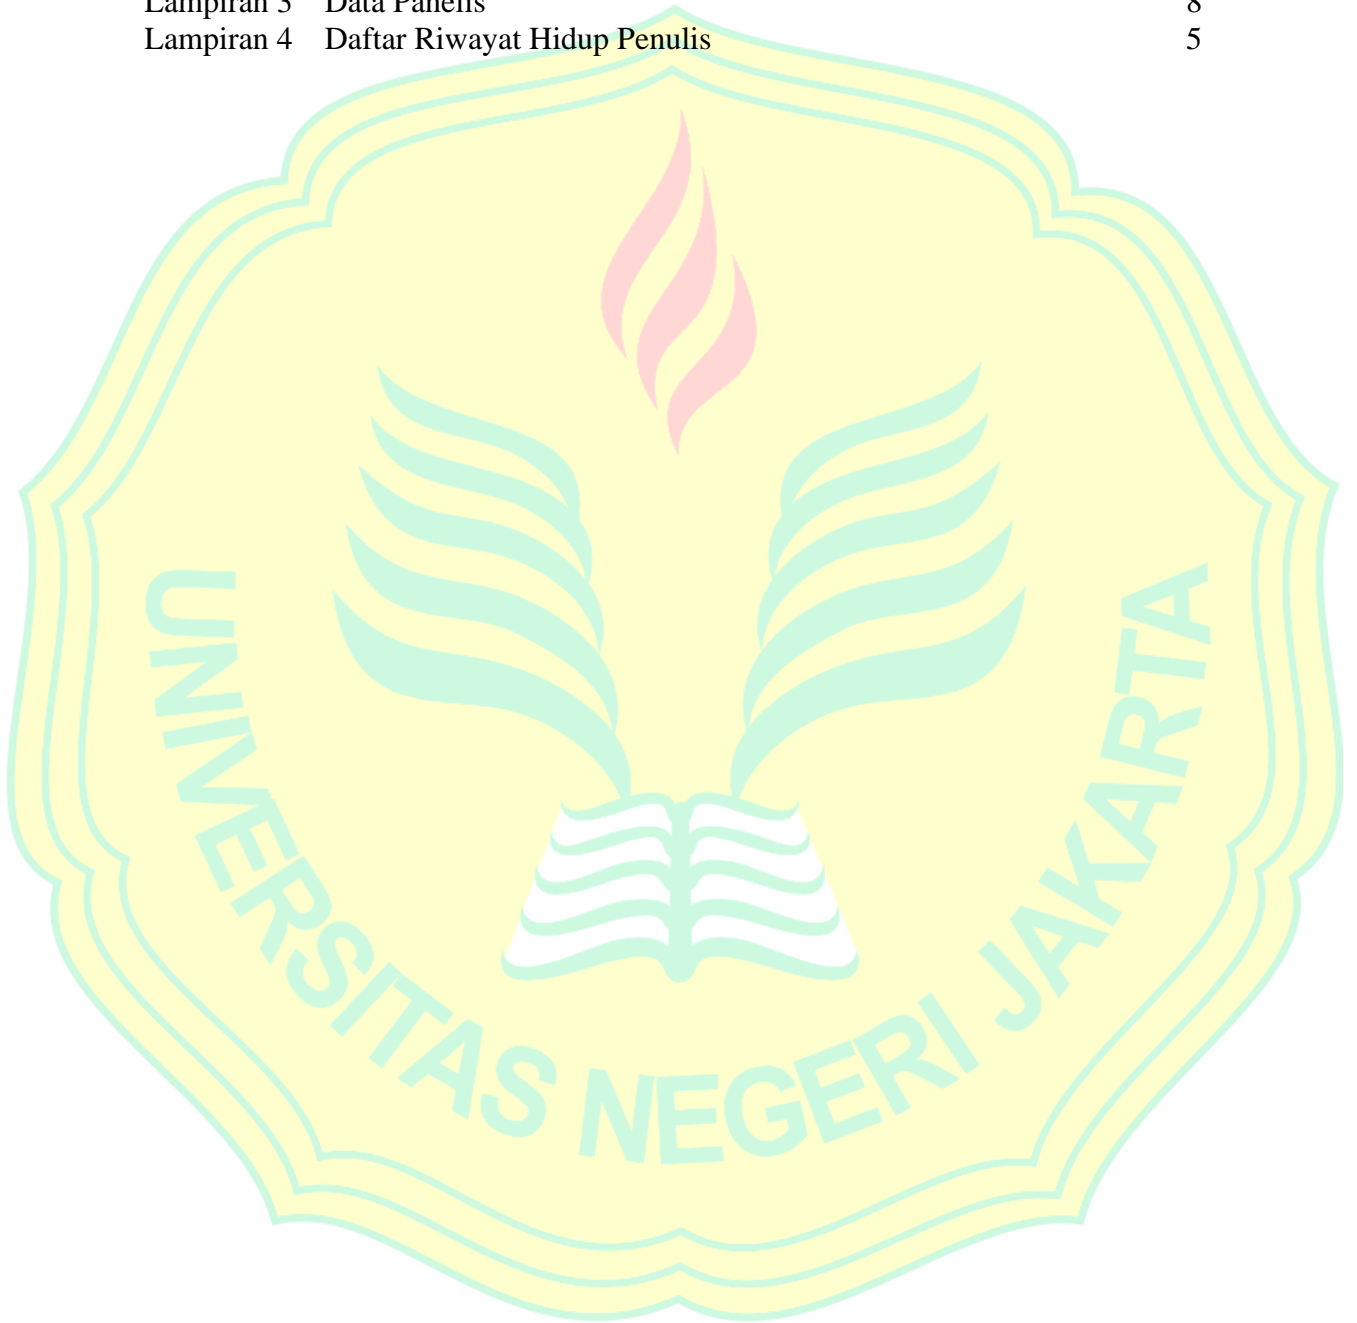 Lampiran 3 Data Panelis 8
Lampiran 4 Daftar Riwayat Hidup Penulis 5
UNIVERSITAS NEGERI JAKARTA